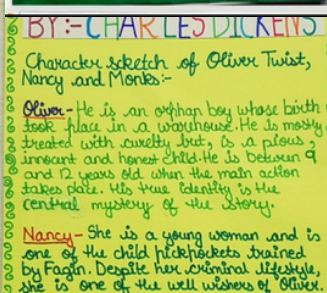 BY:- CHARLES DICKENS
Character scketch of Oliver Twist,
Nancy and Monks:-
Oliver - He is an orphan boy whose birth
took place in a warehouse. He is mostly
treated with curelty but, is a pious,
innocent and honest child. He is between 9
and 12 years old when the main action
takes place. His true identity is the
central mystery of the story.
Nancy - She is a young woman and is
one of the child pickpockets trained
by Fagin. Despite her criminal lifestyle,
she is one of the well wishers of Oliver.